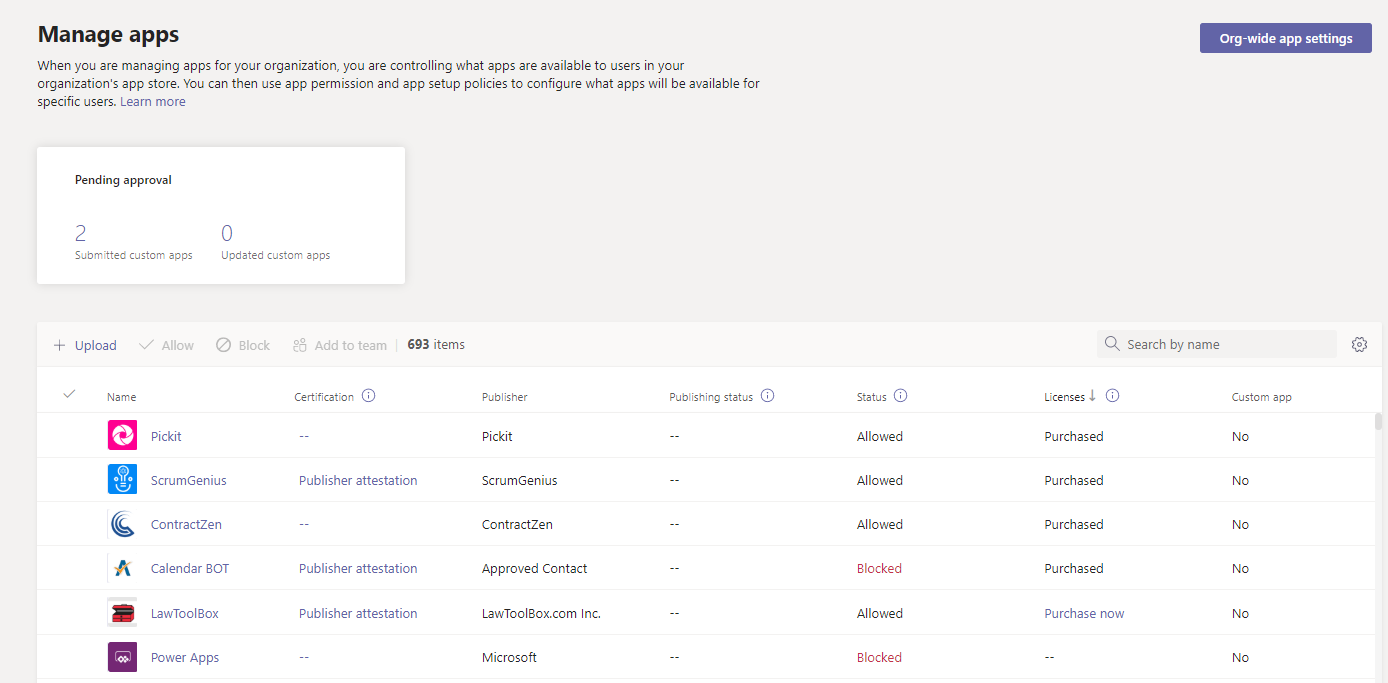 Manage apps
Org-wide app settings
When you are managing apps for your organization, you are controlling what apps are available to users in your
organization's app store. You can then use app permission and app setup policies to configure what apps will be available for
specific users. Learn more
Pending approval
2 0
Submitted custom apps Updated custom apps
Upload Allow Block Add to team 693 items Search by name
Name Certification Publisher Publishing status Status Licenses Custom app
Pickit -- Pickit -- Allowed Purchased No
ScrumGenius Publisher attestation ScrumGenius -- Allowed Purchased No
ContractZen -- ContractZen -- Allowed Purchased No
Calendar BOT Publisher attestation Approved Contact -- Blocked Purchased No
LawToolBox Publisher attestation LawToolBox.com Inc. -- Allowed Purchase now No
Power Apps -- Microsoft -- Blocked -- No